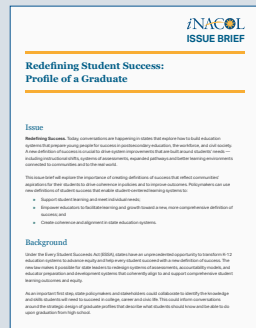 iNACOL
ISSUE BRIEF
Redefining Student Success:
Profile of a Graduate
Issue
Redefining Success. Today, conversations are happening in states that explore how to build education
systems that prepare young people for success in postsecondary education, the workforce, and civil society.
A new definition of success is crucial to drive system improvements that are built around students' needs —
including instructional shifts, systems of assessments, expanded pathways and better learning environments
connected to communities and to the real world.
This issue brief will explore the importance of creating definitions of success that reflect communities'
aspirations for their students to drive coherence in policies and to improve outcomes. Policymakers can use
new definitions of student success that enable student-centered learning systems to:
Support student learning and meet individual needs;
Empower educators to facilitate learning and growth toward a new, more comprehensive definition of
success; and
Create coherence and alignment in state education systems.
Background
Under the Every Student Succeeds Act (ESSA), states have an unprecedented opportunity to transform K-12
education systems to advance equity and help every student succeed with a new definition of success. The
new law makes it possible for state leaders to redesign systems of assessments, accountability models, and
educator preparation and development systems that coherently align to and support comprehensive student
learning outcomes and equity.
As an important first step, state policymakers and stakeholders could collaborate to identify the knowledge
and skills students will need to succeed in college, career and civic life. This could inform conversations
around the strategic design of graduate profiles that describe what students should know and be able to do
upon graduation from high school.